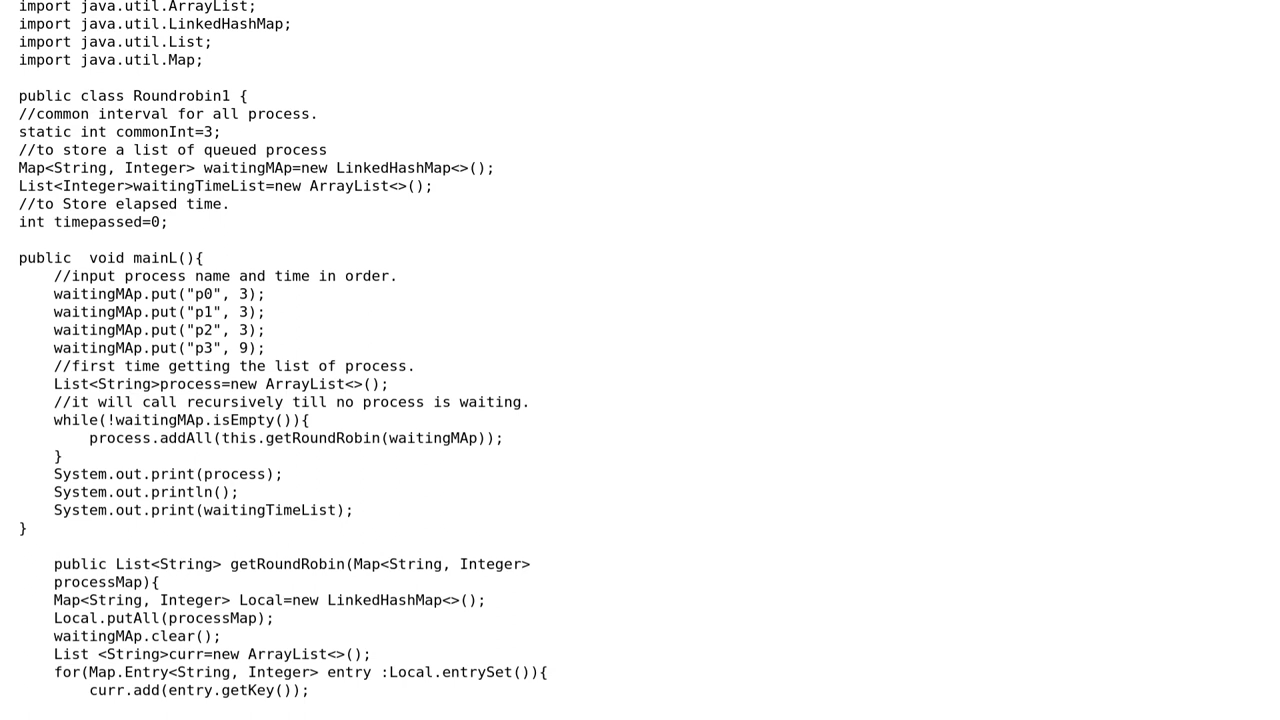 import java.util.ArrayList;
import java.util.LinkedHashMap;
import java.util.List;
import java.util.Map;

public class Roundrobin1 {
//common interval for all process.
static int commonInt=3;
//to store a list of queued process
Map<String, Integer> waitingMAp=new LinkedHashMap<>();
List<Integer>waitingTimeList=new ArrayList<>();
//to Store elapsed time.
int timepassed=0;

public  void mainL(){
    //input process name and time in order.
    waitingMAp.put("p0", 3);
    waitingMAp.put("p1", 3);
    waitingMAp.put("p2", 3);
    waitingMAp.put("p3", 9);
    //first time getting the list of process.
    List<String>process=new ArrayList<>();
    //it will call recursively till no process is waiting.
    while(!waitingMAp.isEmpty()){
        process.addAll(this.getRoundRobin(waitingMAp));
    }
    System.out.print(process);
    System.out.println();
    System.out.print(waitingTimeList);
}

    public List<String> getRoundRobin(Map<String, Integer>
    processMap){
    Map<String, Integer> Local=new LinkedHashMap<>();
    Local.putAll(processMap);
    waitingMAp.clear();
    List <String>curr=new ArrayList<>();
    for(Map.Entry<String, Integer> entry :Local.entrySet()){
        curr.add(entry.getKey());